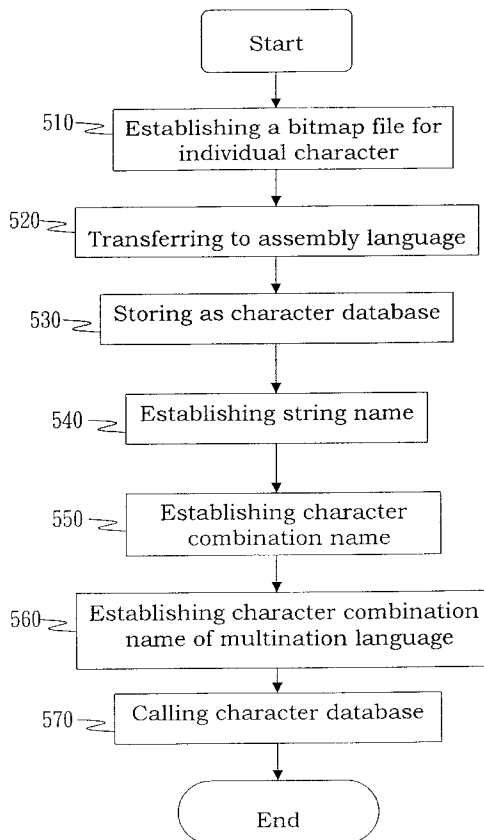 Start
510
Establishing a bitmap file for
individual character
520
Transferring to assembly language
530
Storing as character database
540
Establishing string name
550
Establishing character
combination name
560
Establishing character combination
name of multination language
570
Calling character database
End